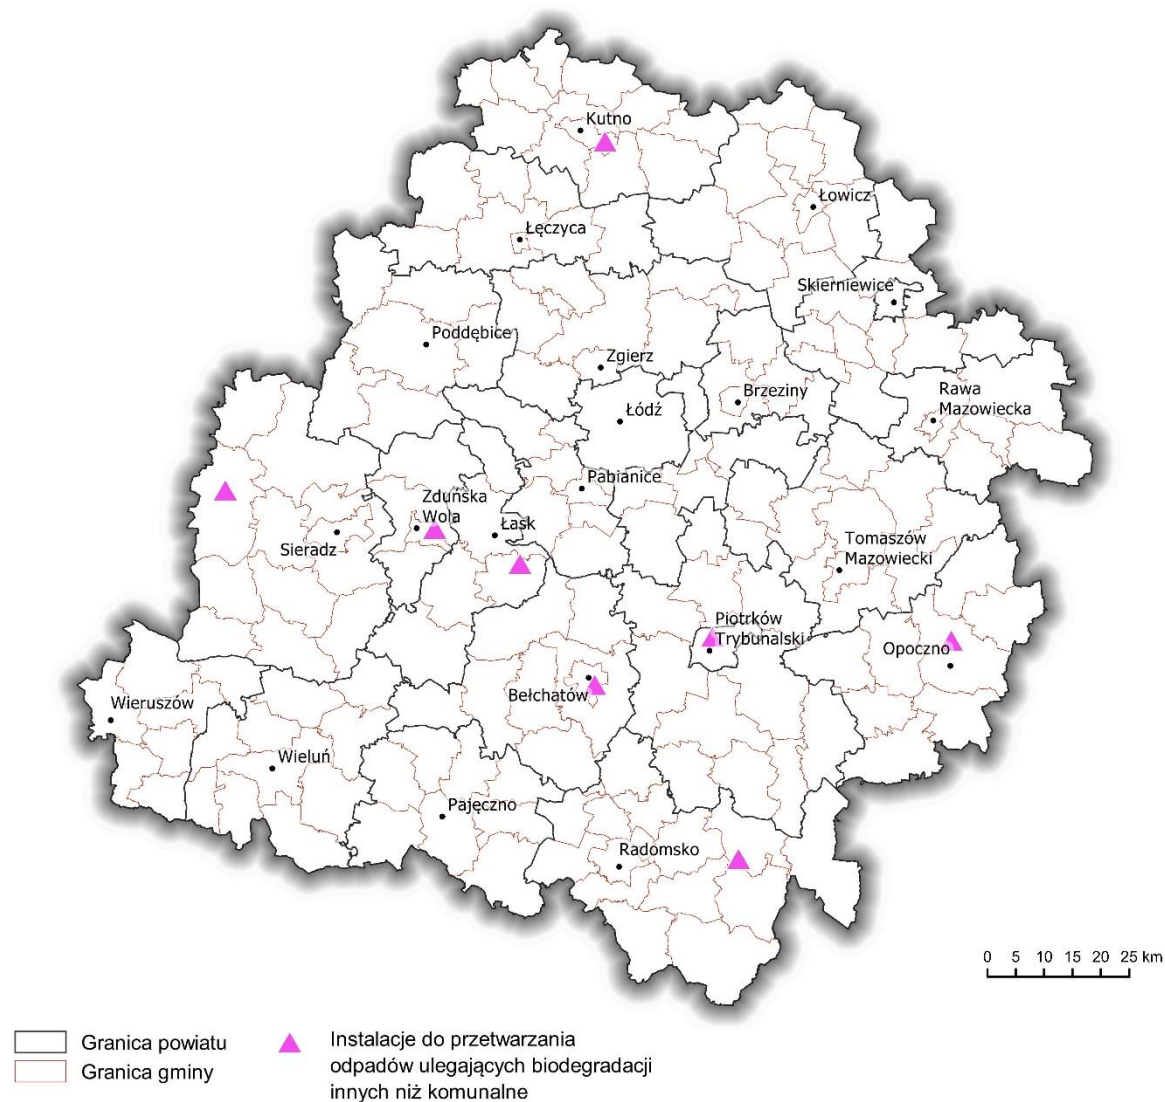 Kutno
Łowicz
Łęczyca
Skierniewice
Poddębice
Zgierz
Brzeziny
Rawa
Mazowiecka
Łódź
Pabianice
Zduńska
Wola
Łask
Sieradz
Tomaszów
Mazowiecki
Piotrków
Trybunalski
Opoczno
Bełchatów
Wieruszów
Wieluń
Pajęczno
Radomsko
0 5 10 15 20 25 km
Granica powiatu
Granica gminy
Instalacje do przetwarzania
odpadów ulegających biodegradacji
innych niż komunalne